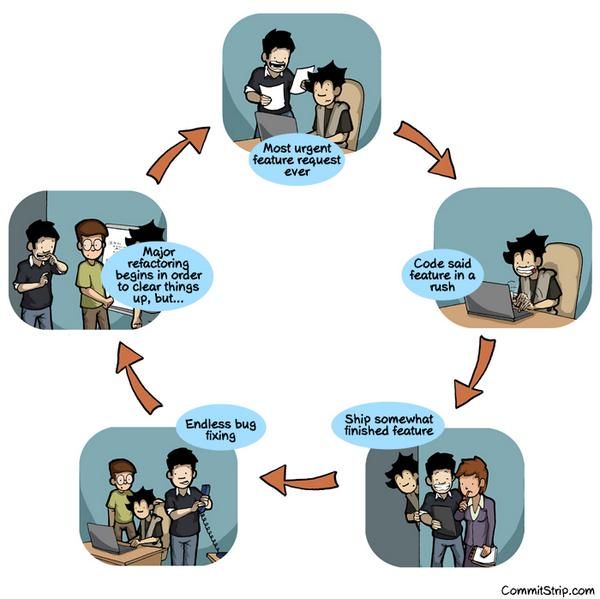 Most urgent
feature request
ever
Code said
feature in a
rush
Ship somewhat
finished feature
Endless bug
fixing
Major
refactoring
begins in order
to clear things
up, but...
CommitStrip.com